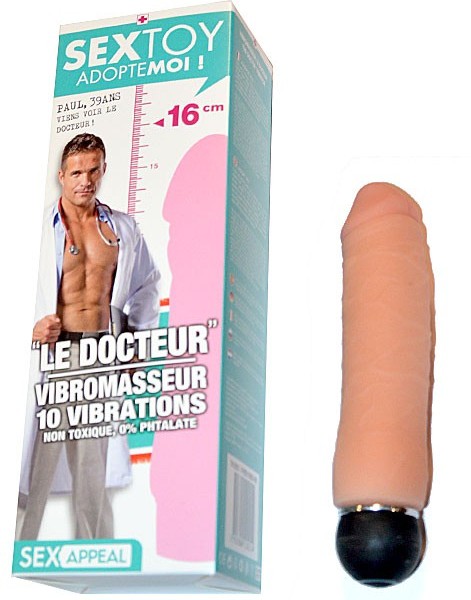 SEXTOY
ADOPTEMOI !
PAUL, 39ANS
VIENS VOIR LE
DOCTEUR!
16 cm
15
"LE DOCTEUR"
VIBROMASSEUR
10 VIBRATIONS
NON TOXIQUE, 0% PHTALATE
SEX APPEAL